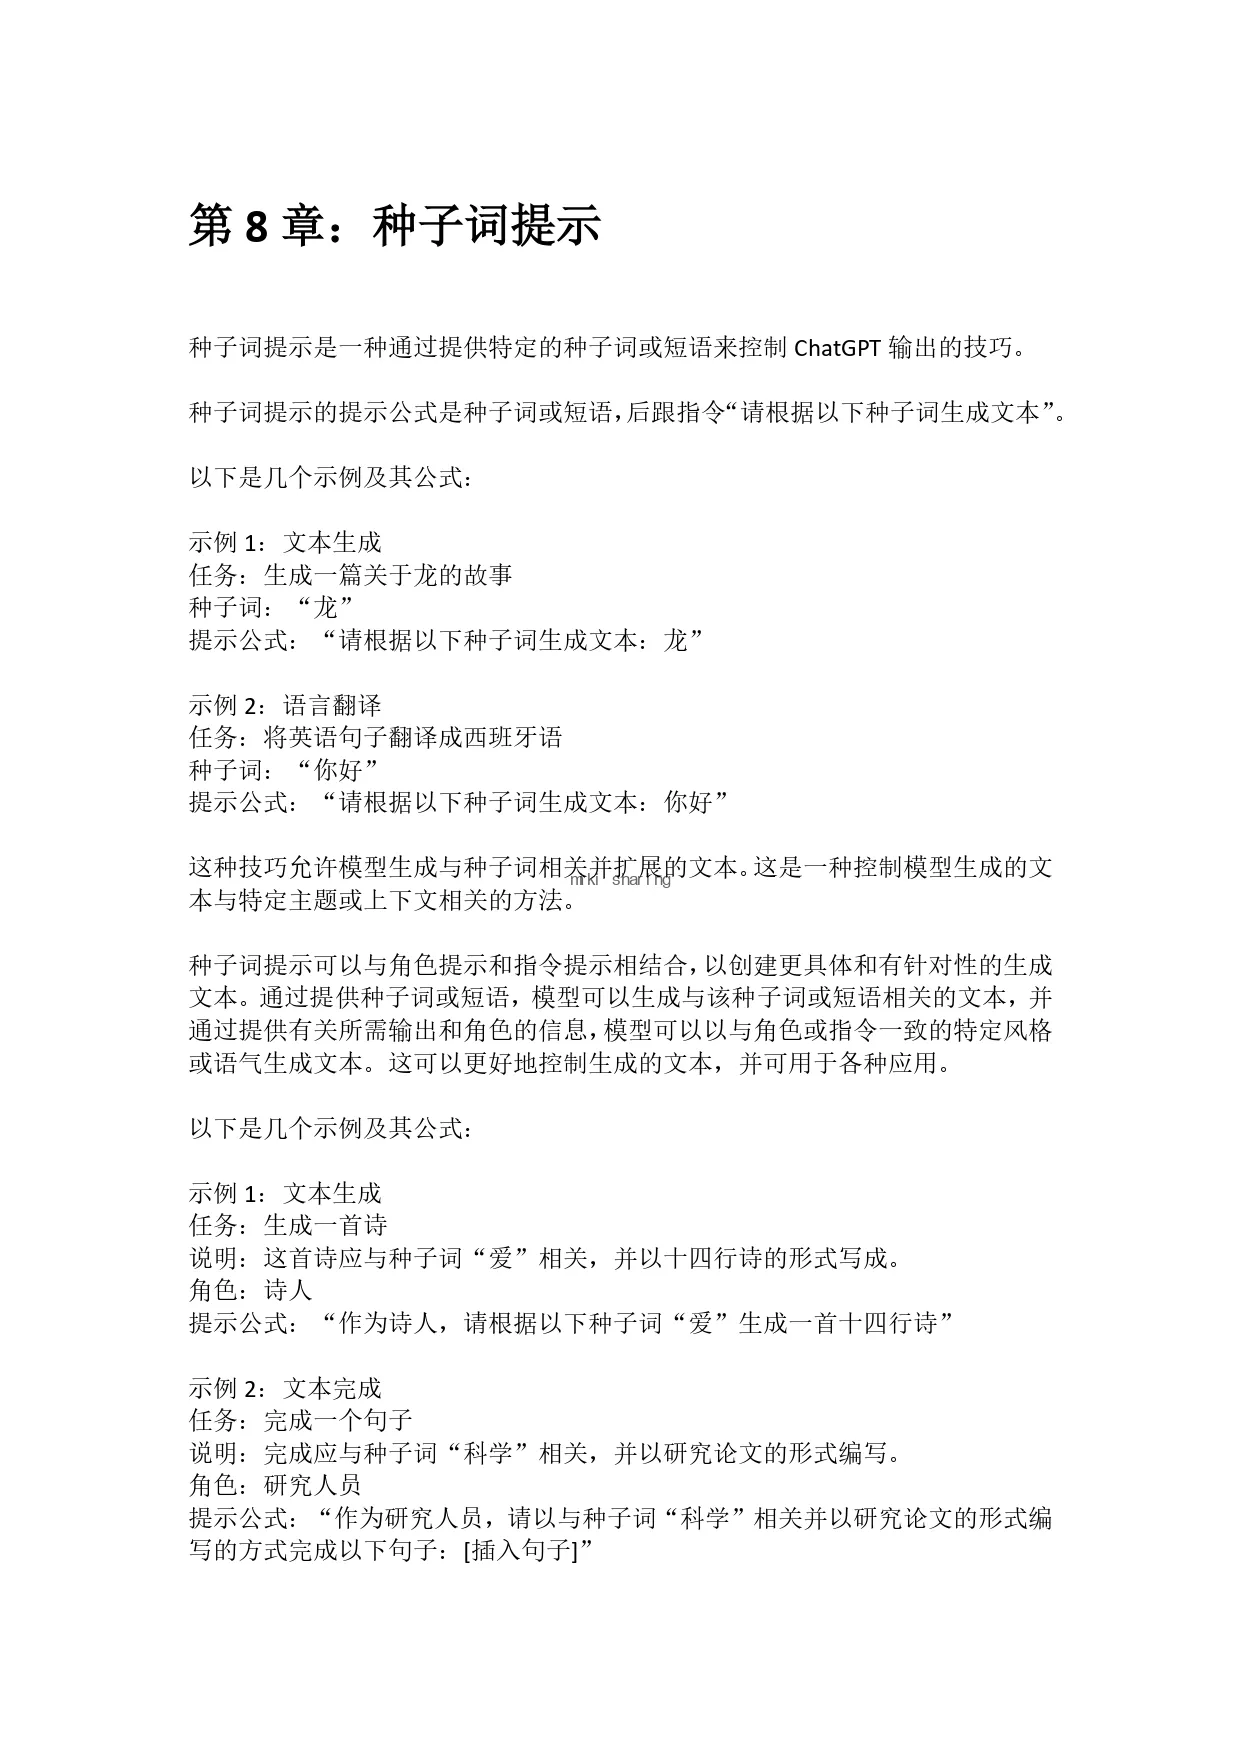 第 8 章：种子词提示
种子词提示是一种通过提供特定的种子词或短语来控制 ChatGPT 输出的技巧。
种子词提示的提示公式是种子词或短语，后跟指令“请根据以下种子词生成文本”。
以下是几个示例及其公式：
示例 1：文本生成
任务：生成一篇关于龙的故事
种子词：“龙”
提示公式：“请根据以下种子词生成文本：龙”
示例 2：语言翻译
任务：将英语句子翻译成西班牙语
种子词：“你好”
提示公式：“请根据以下种子词生成文本：你好”
这种技巧允许模型生成与种子词相关并扩展的文本。这是一种控制模型生成的文
miki sharing
本与特定主题或上下文相关的方法。
种子词提示可以与角色提示和指令提示相结合，以创建更具体和有针对性的生成
文本。通过提供种子词或短语，模型可以生成与该种子词或短语相关的文本，并
通过提供有关所需输出和角色的信息，模型可以以与角色或指令一致的特定风格
或语气生成文本。这可以更好地控制生成的文本，并可用于各种应用。
以下是几个示例及其公式：
示例 1：文本生成
任务：生成一首诗
说明：这首诗应与种子词“爱”相关，并以十四行诗的形式写成。
角色：诗人
提示公式：“作为诗人，请根据以下种子词“爱”生成一首十四行诗”
示例 2：文本完成
任务：完成一个句子
说明：完成应与种子词“科学”相关，并以研究论文的形式编写。
角色：研究人员
提示公式：“作为研究人员，请以与种子词“科学”相关并以研究论文的形式编
写的方式完成以下句子：[插入句子]”